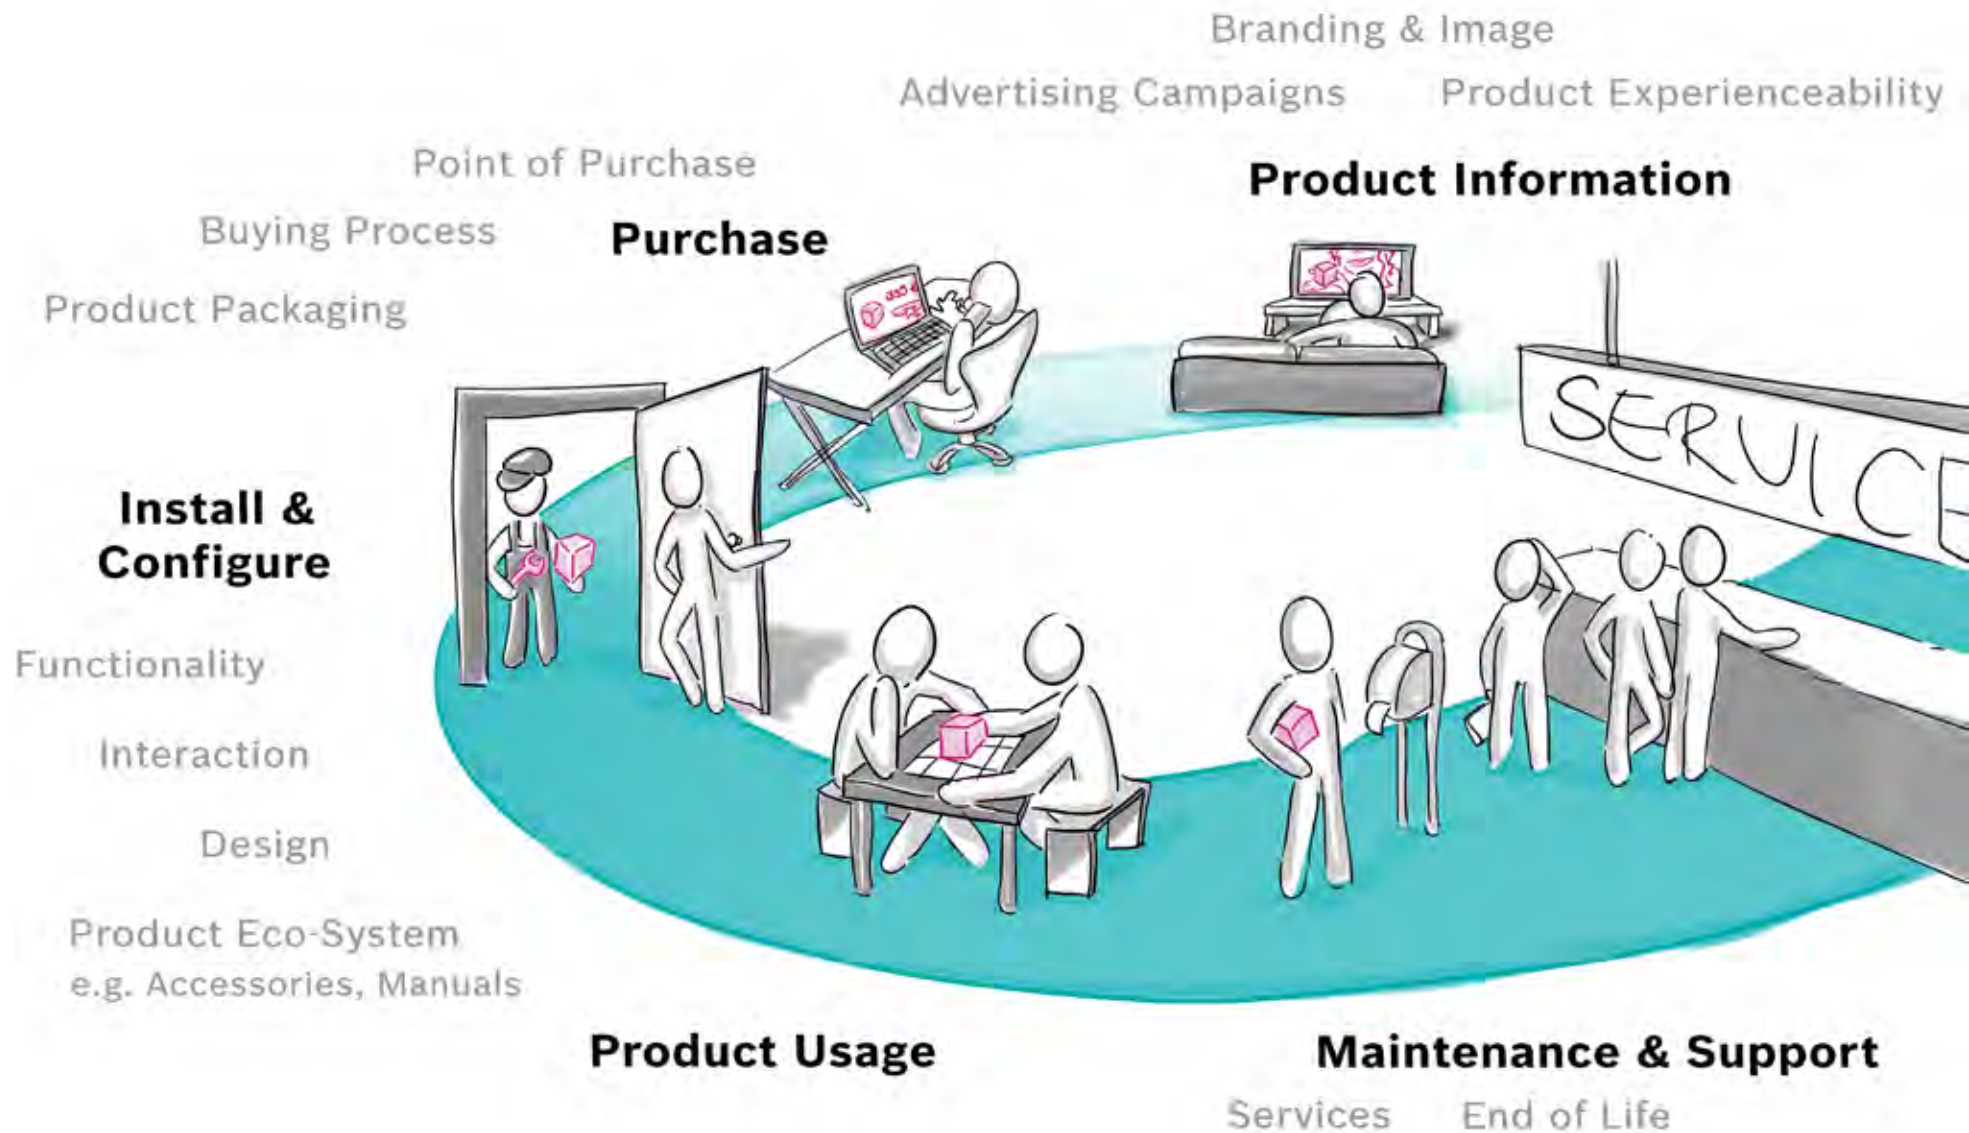 Branding & Image
Advertising Campaigns
Product Experienceability
Product Information
Point of Purchase
Buying Process
Purchase
Product Packaging
SERVICE
Install &
Configure
Functionality
Interaction
Design
Product Eco-System
e.g. Accessories, Manuals
Product Usage
Maintenance & Support
Services
End of Life